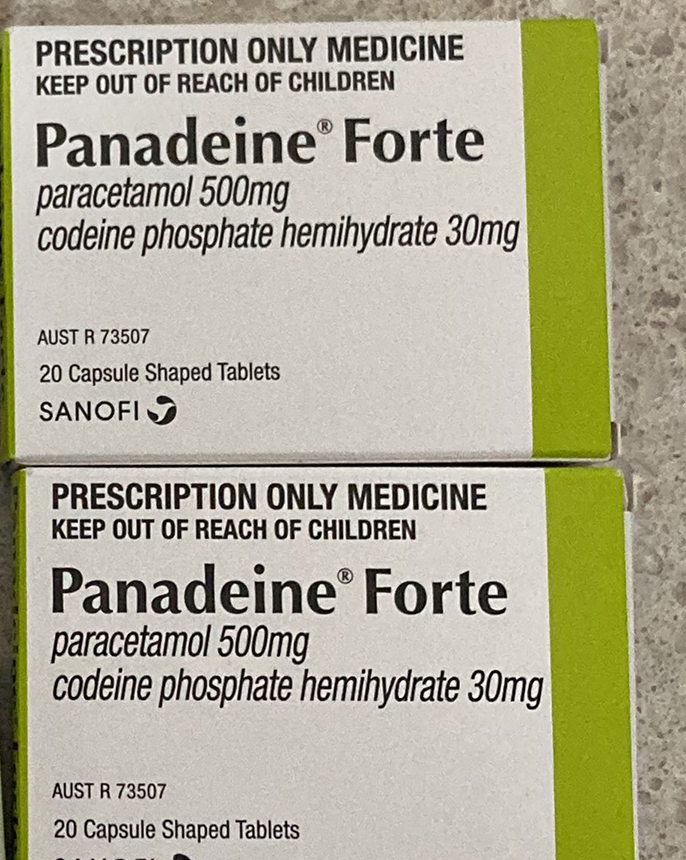 PRESCRIPTION ONLY MEDICINE
KEEP OUT OF REACH OF CHILDREN
Panadeine® Forte
paracetamol 500mg
codeine phosphate hemihydrate 30mg
AUST R 73507
20 Capsule Shaped Tablets
SANOFI
PRESCRIPTION ONLY MEDICINE
KEEP OUT OF REACH OF CHILDREN
Panadeine® Forte
paracetamol 500mg
codeine phosphate hemihydrate 30mg
AUST R 73507
20 Capsule Shaped Tablets